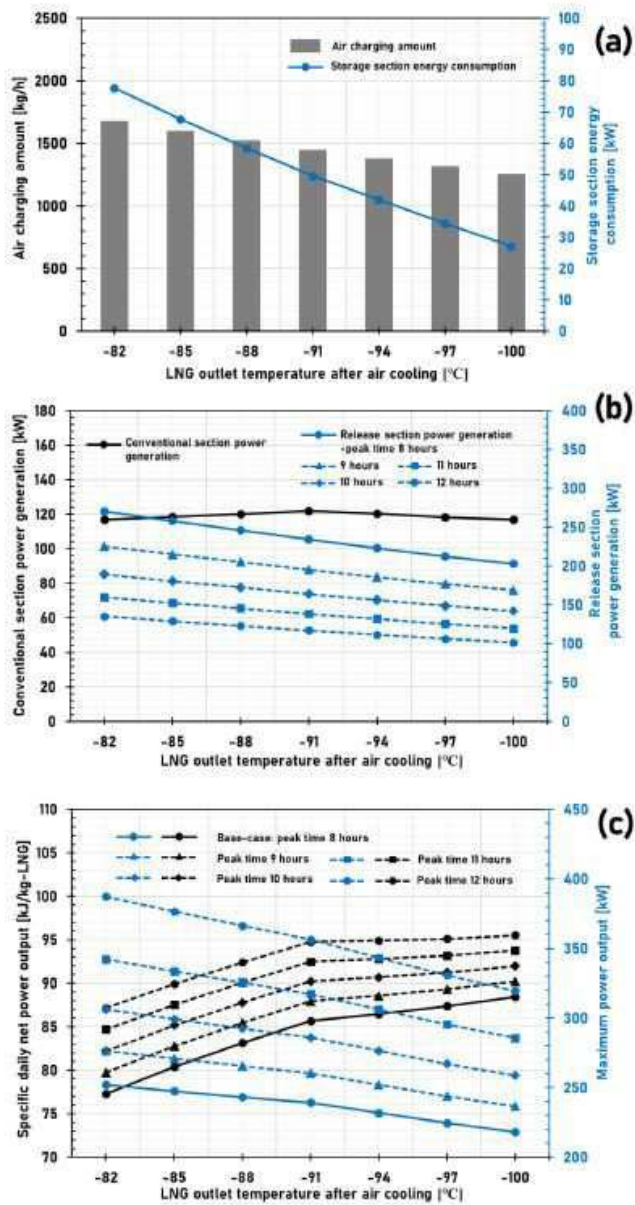 (a)
Air charging amount
Storage section energy consumption
Air charging amount [kg/h]
2500
2000
1500
1000
500
0
100
90
80
70
60
50
40
30
20
10
0
Storage section energy
consumption [kW]
-82 -85 -88 -91 -94 -97 -100
LNG outlet temperature after air cooling [°C]
(b)
Conventional section power
generation
Release section power generation
-peak time 8 hours
9 hours 11 hours
10 hours 12 hours
Conventional section power generation [kW]
180
160
140
120
100
80
60
40
20
0
400
350
300
250
200
150
100
50
0
Release section
power generation [kW]
-82 -85 -88 -91 -94 -97 -100
LNG outlet temperature after air cooling [°C]
(c)
Base-case: peak time 8 hours
Peak time 9 hours Peak time 11 hours
Peak time 10 hours Peak time 12 hours
Specific daily net power output [kJ/kg-LNG]
110
105
100
95
90
85
80
75
70
450
400
350
300
250
200
Maximum power output [kW]
-82 -85 -88 -91 -94 -97 -100
LNG outlet temperature after air cooling [°C]